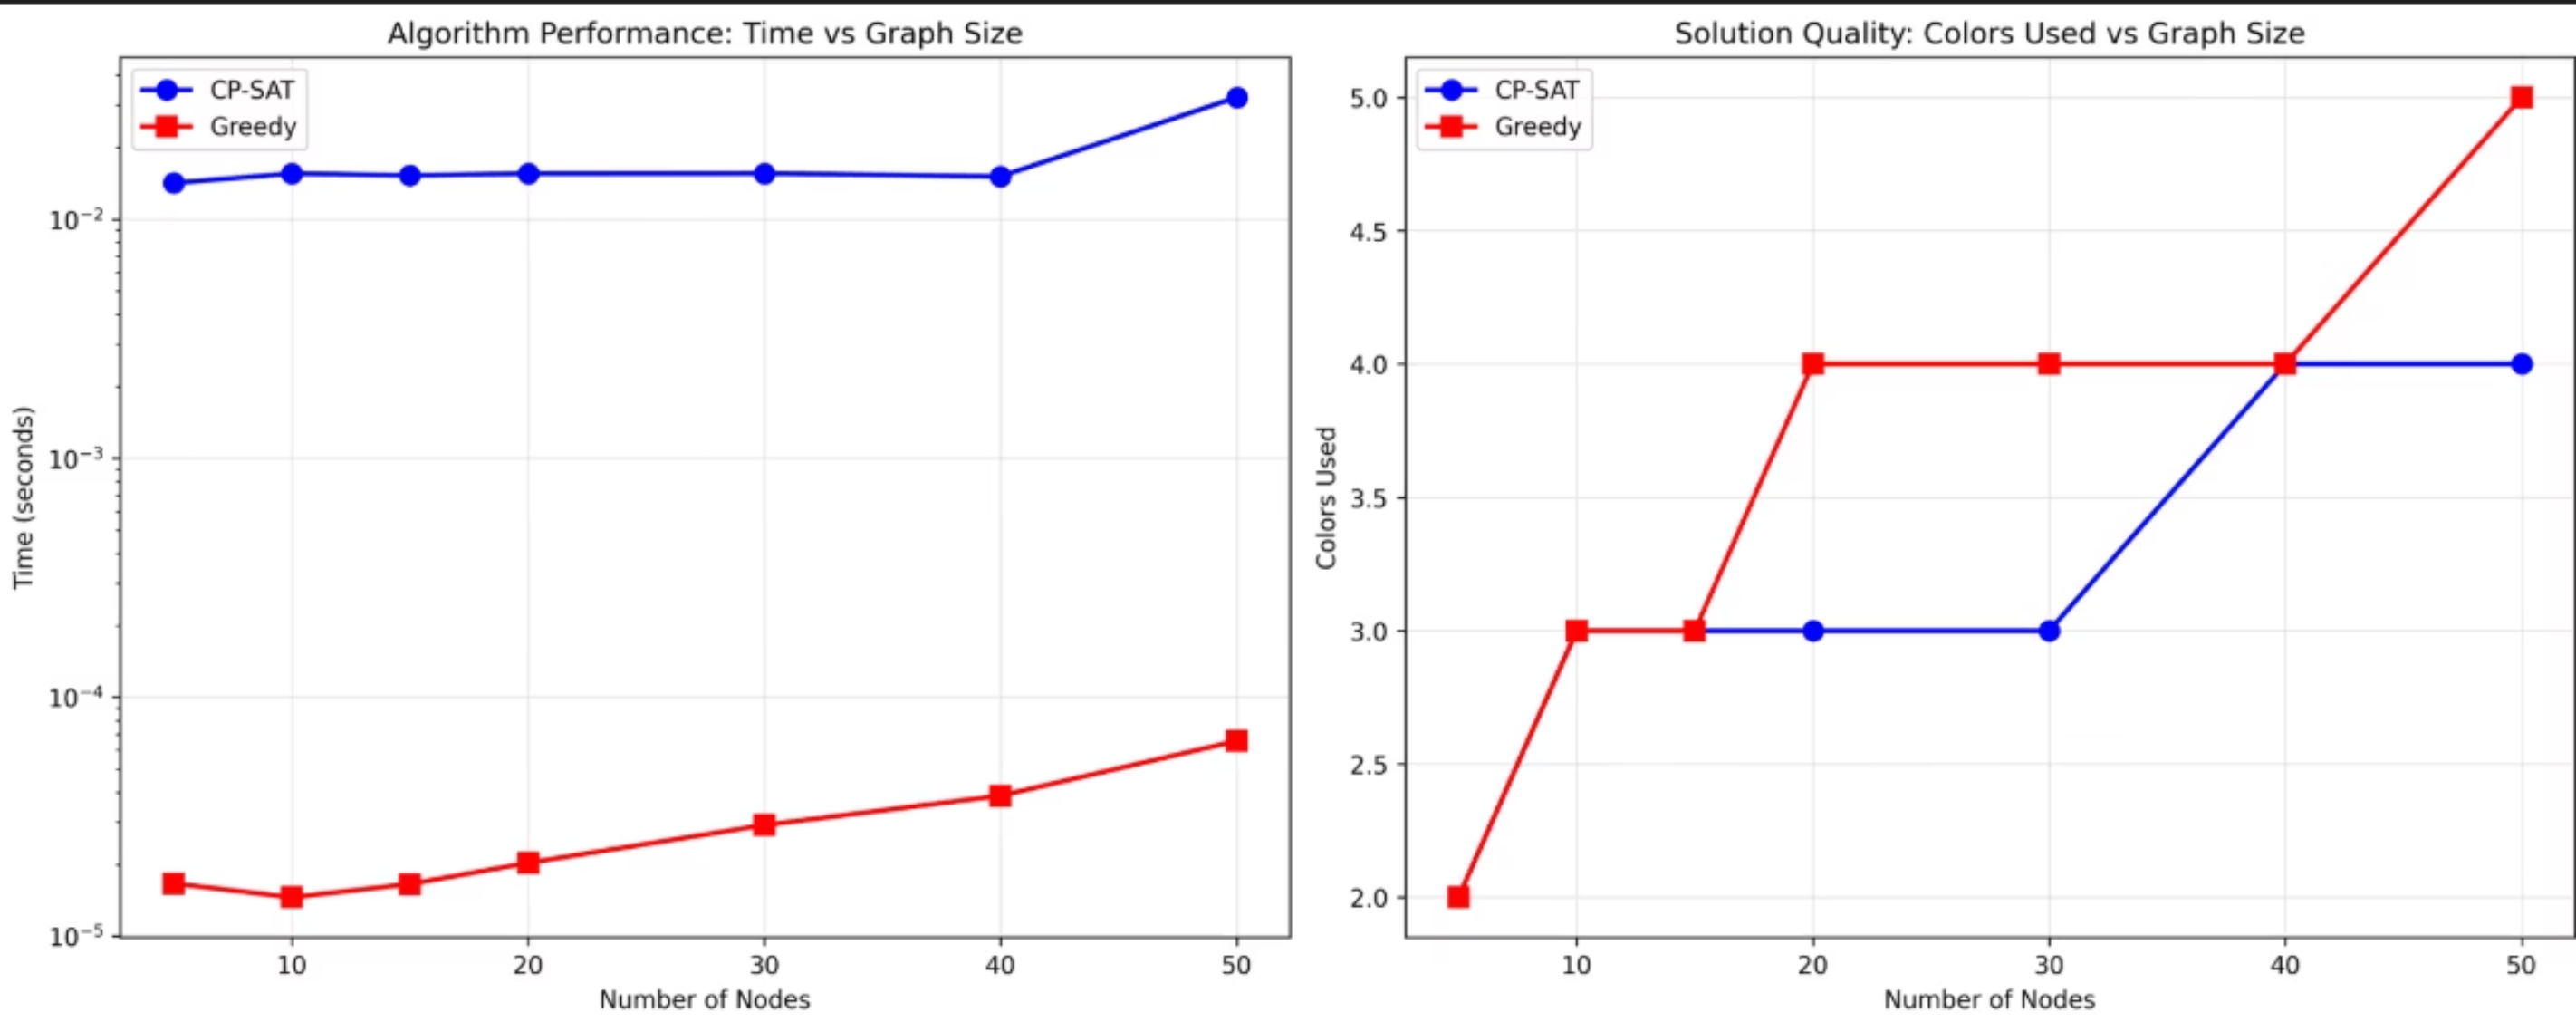 Algorithm Performance: Time vs Graph Size
CP-SAT
Greedy
10⁻²
10⁻³
10⁻⁴
10⁻⁵
Time (seconds)
10 20 30 40 50
Number of Nodes
Solution Quality: Colors Used vs Graph Size
CP-SAT
Greedy
5.0
4.5
4.0
3.5
3.0
2.5
2.0
Colors Used
10 20 30 40 50
Number of Nodes